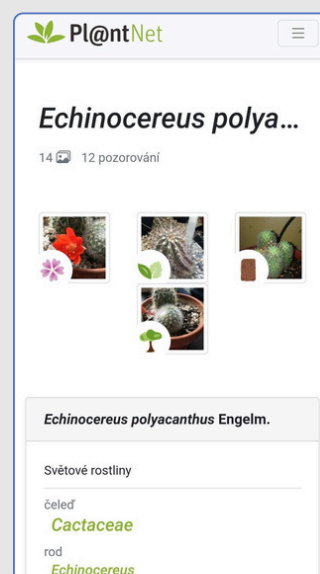 Pl@ntNet
Echinocereus polya...
14 12 pozorování
Echinocereus polyacanthus Engelm.
Světové rostliny
čeleď
Cactaceae
rod
Echinocereus